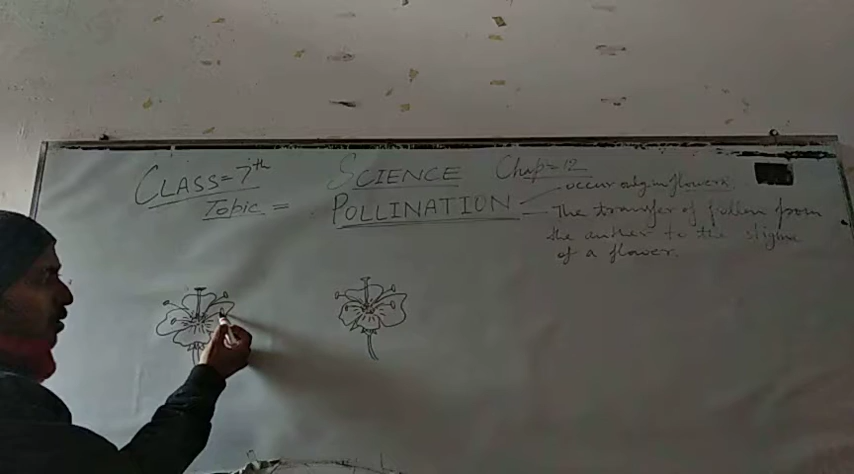 CLASS=7th SCIENCE Chap=12
Topic = POLLINATION - occur only in flowers.
- The transfer of pollen from
the anther to the stigma
of a flower.